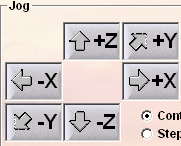 Jog
+Z +Y
-X +X
-Y -Z
Cont
Step